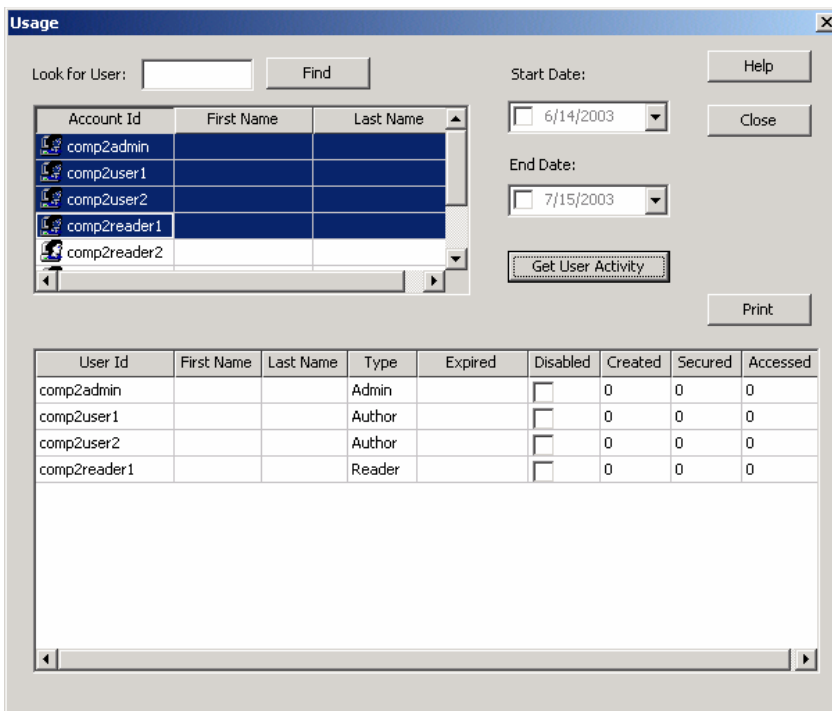 Usage
Look for User: Find
Start Date:
Help
Account Id First Name Last Name
6/14/2003
Close
comp2admin
comp2user1
End Date:
comp2user2
7/15/2003
comp2reader1
comp2reader2
Get User Activity
Print
User Id First Name Last Name Type Expired Disabled Created Secured Accessed
comp2admin Admin 0 0 0
comp2user1 Author 0 0 0
comp2user2 Author 0 0 0
comp2reader1 Reader 0 0 0